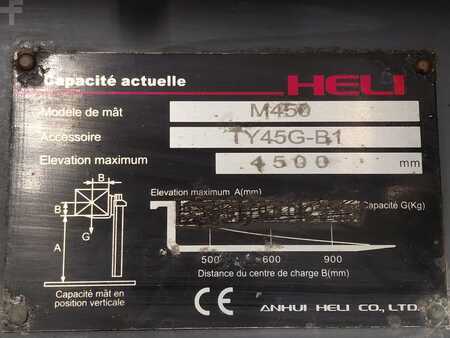 Capacité actuelle
HELI
Modele de mât
M450
Accessoire
TY45G-B1
Elevation maximum
4500
mm
B
B
A
G
Elevation maximum A(mm)
Capacité G(Kg)
500 600 900
Distance du centre de charge B(mm)
Capacité mât en
position verticale
CE
ANHUI HELI CO., LTD.